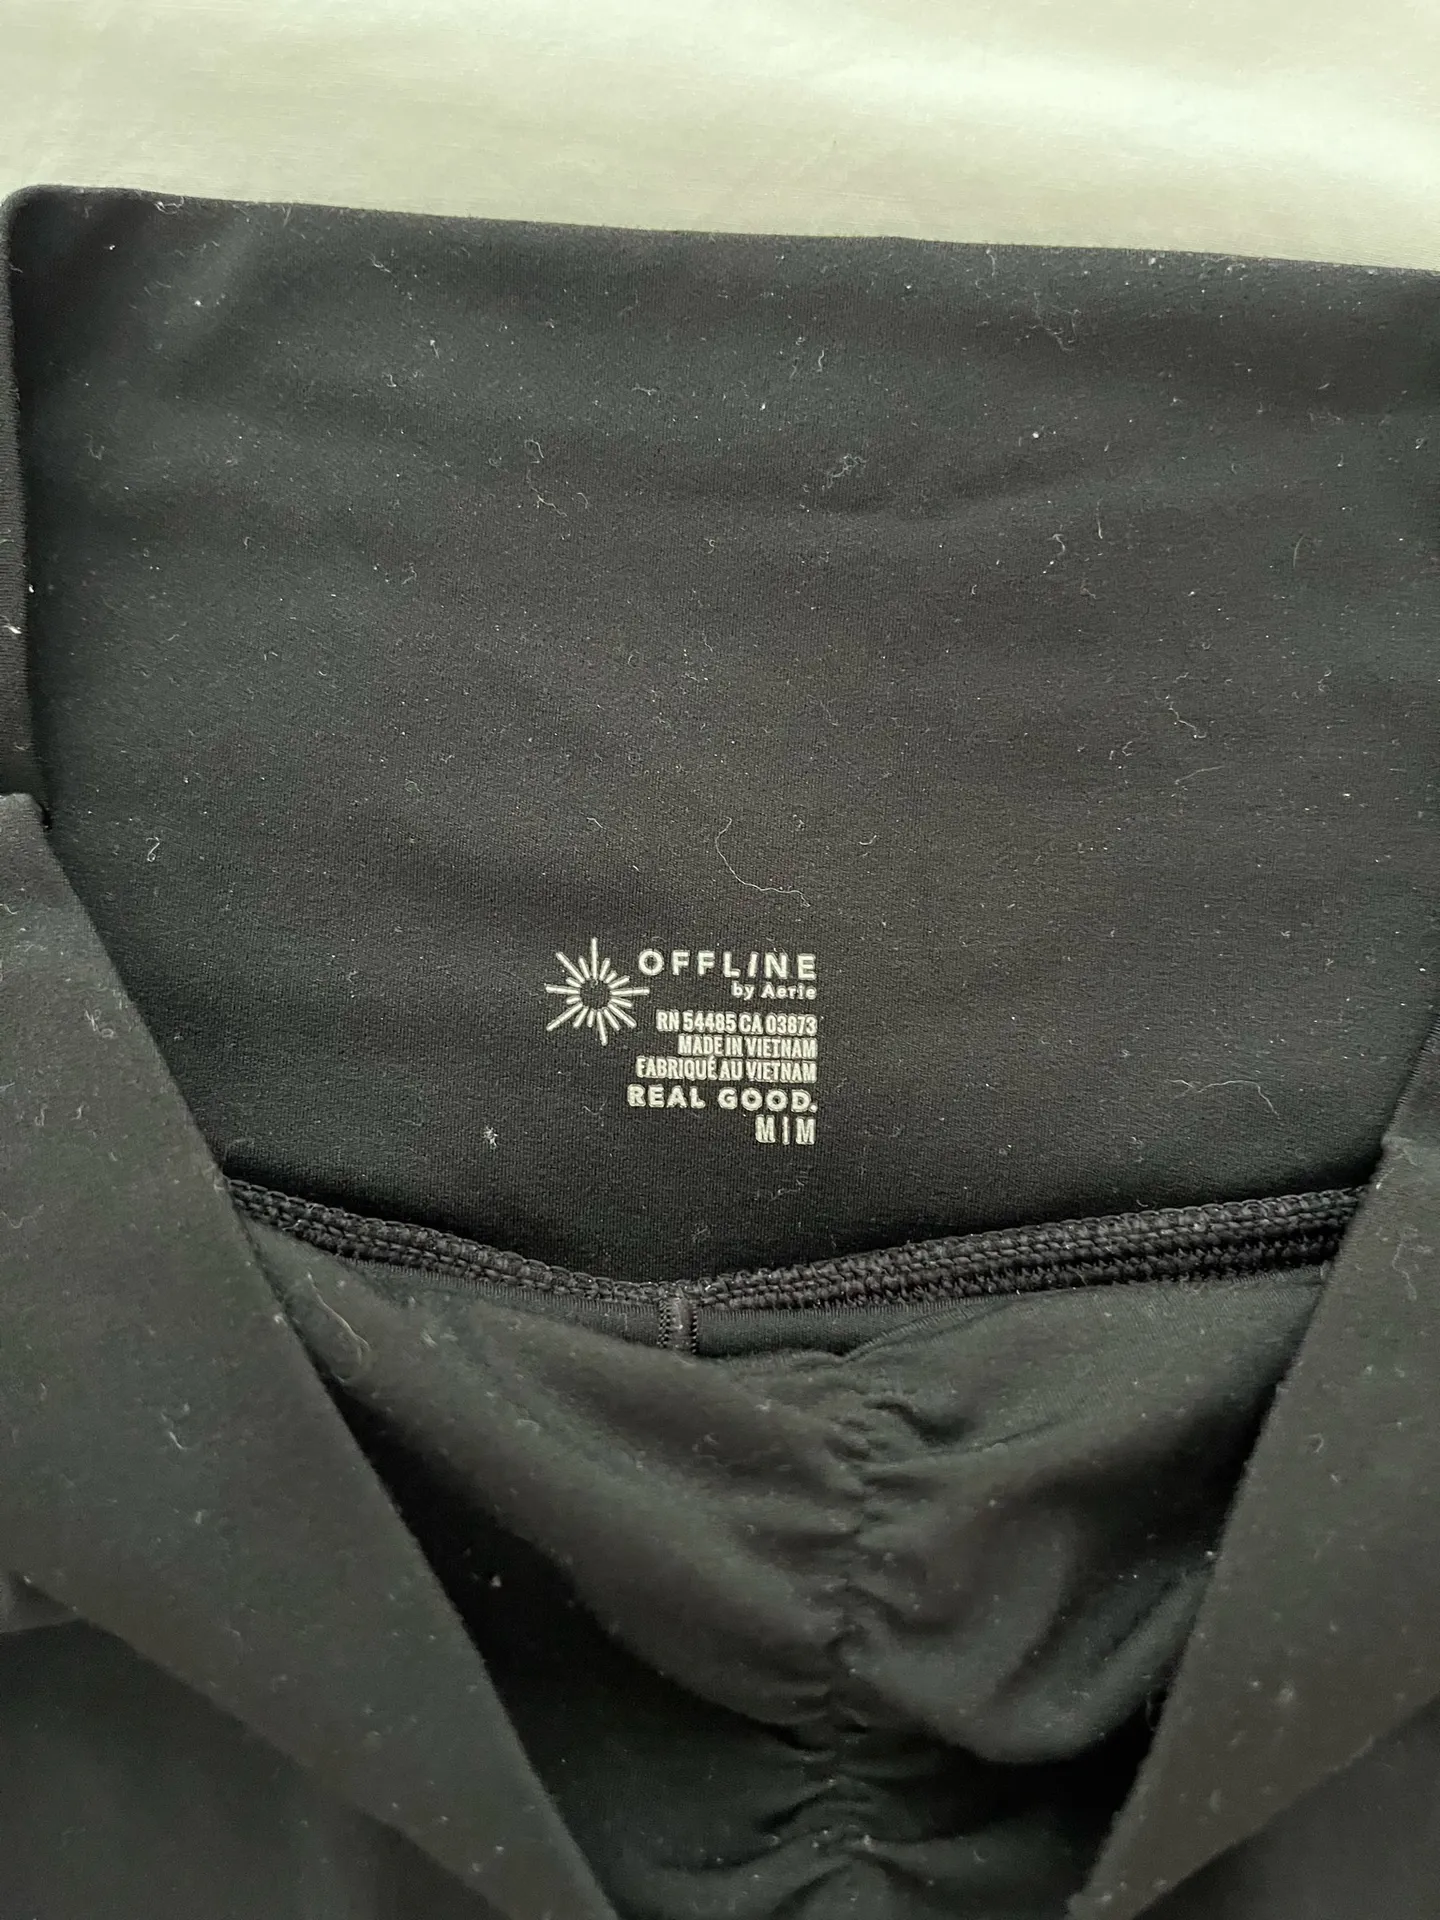 OFFLINE
by Aerie
RN 54485 CA 03873
MADE IN VIETNAM
FABRIQUÉ AU VIETNAM
REAL GOOD.
M | M